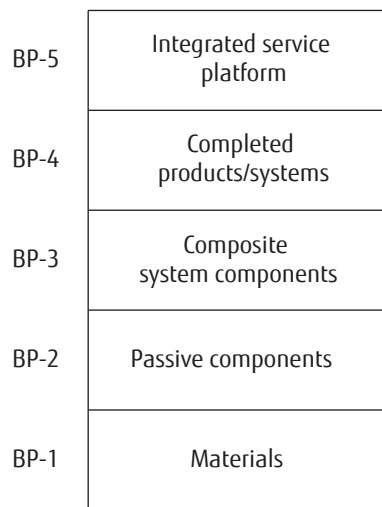 BP-5
Integrated service
platform
BP-4
Completed
products/systems
BP-3
Composite
system components
BP-2
Passive components
BP-1
Materials